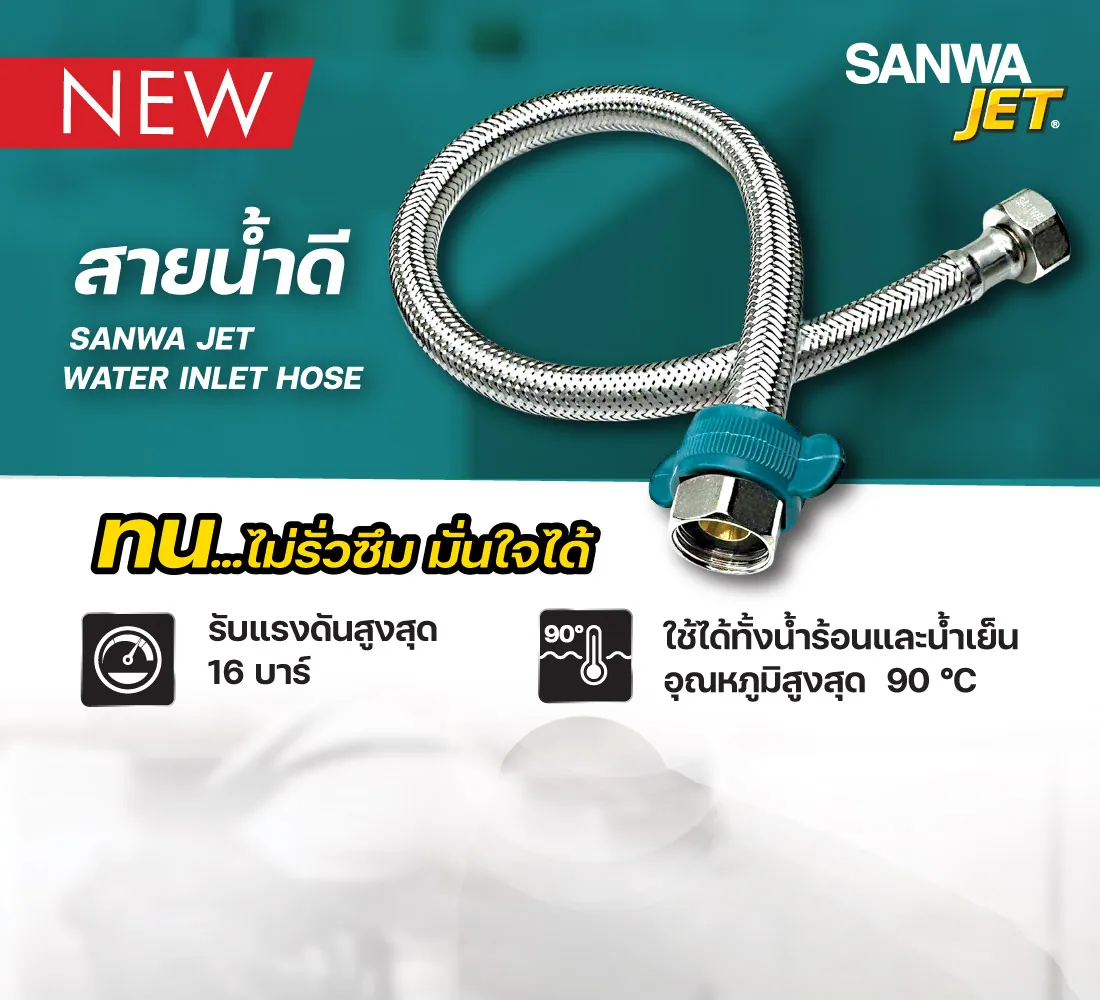 NEW
SANWA
JET®
สายน้ำดี
SANWA JET
WATER INLET HOSE
SANWA
ทน...ไม่รั่วซึม มั่นใจได้
รับแรงดันสูงสุด
16 บาร์
90°
ใช้ได้ทั้งน้ำร้อนและน้ำเย็น
อุณหภูมิสูงสุด 90 °C